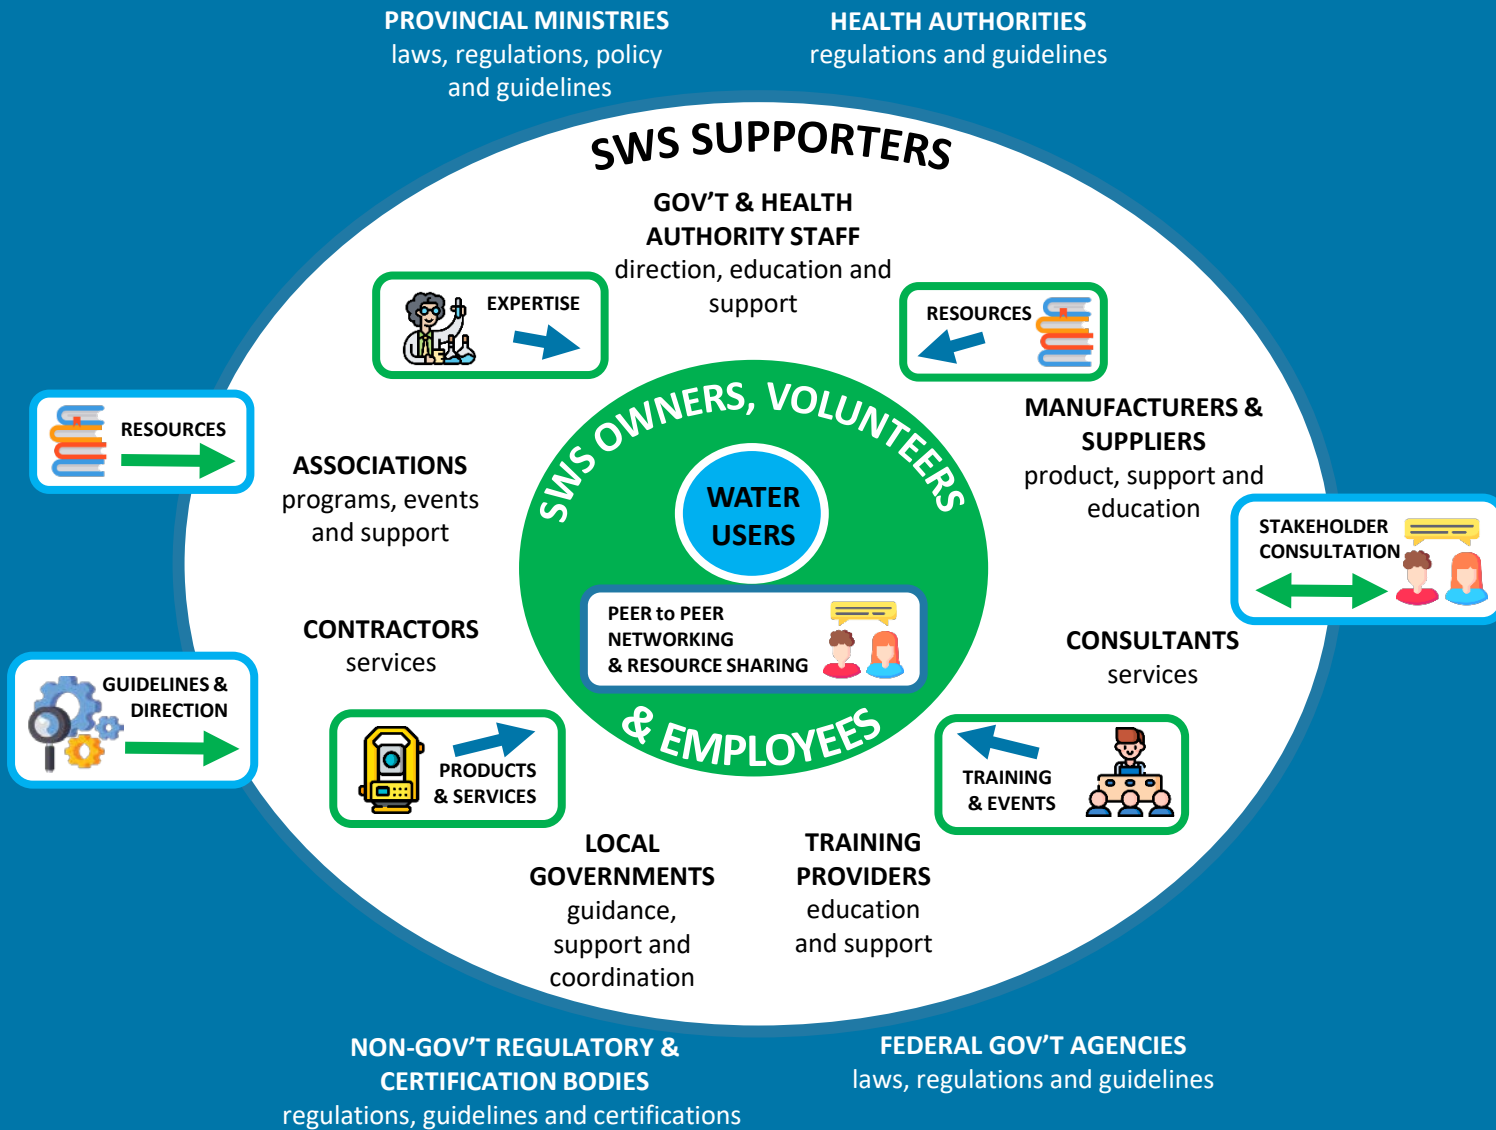 PROVINCIAL MINISTRIES
laws, regulations, policy
and guidelines
HEALTH AUTHORITIES
regulations and guidelines
SWS SUPPORTERS
GOV’T & HEALTH
AUTHORITY STAFF
direction, education and
support
EXPERTISE
RESOURCES
RESOURCES
ASSOCIATIONS
programs, events
and support
SWS OWNERS, VOLUNTEERS
& EMPLOYEES
WATER
USERS
PEER to PEER
NETWORKING
& RESOURCE SHARING
MANUFACTURERS &
SUPPLIERS
product, support and
education
STAKEHOLDER
CONSULTATION
CONTRACTORS
services
CONSULTANTS
services
GUIDELINES &
DIRECTION
PRODUCTS
& SERVICES
TRAINING
& EVENTS
LOCAL
GOVERNMENTS
guidance,
support and
coordination
TRAINING
PROVIDERS
education
and support
NON-GOV’T REGULATORY &
CERTIFICATION BODIES
regulations, guidelines and certifications
FEDERAL GOV’T AGENCIES
laws, regulations and guidelines